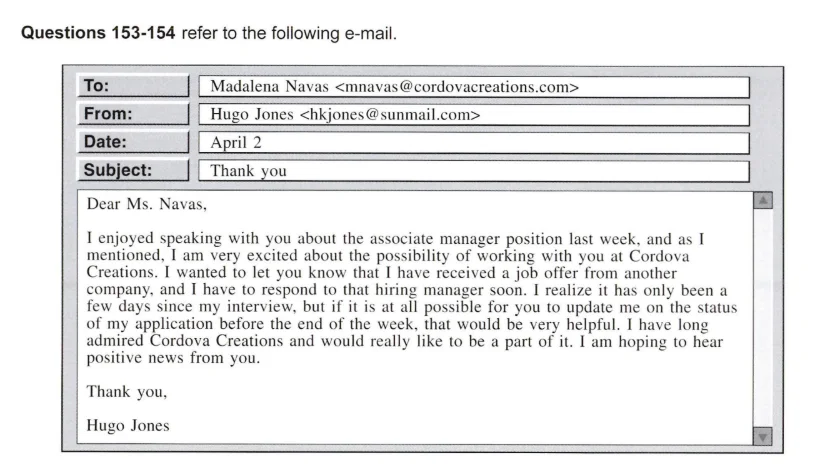 Questions 153-154 refer to the following e-mail.
To:
Madalena Navas <mnavas@cordovacreations.com>
From:
Hugo Jones <hkjones@sunmail.com>
Date:
April 2
Subject:
Thank you
Dear Ms. Navas,
I enjoyed speaking with you about the associate manager position last week, and as I
mentioned, I am very excited about the possibility of working with you at Cordova
Creations. I wanted to let you know that I have received a job offer from another
company, and I have to respond to that hiring manager soon. I realize it has only been a
few days since my interview, but if it is at all possible for you to update me on the status
of my application before the end of the week, that would be very helpful. I have long
admired Cordova Creations and would really like to be a part of it. I am hoping to hear
positive news from you.
Thank you,
Hugo Jones